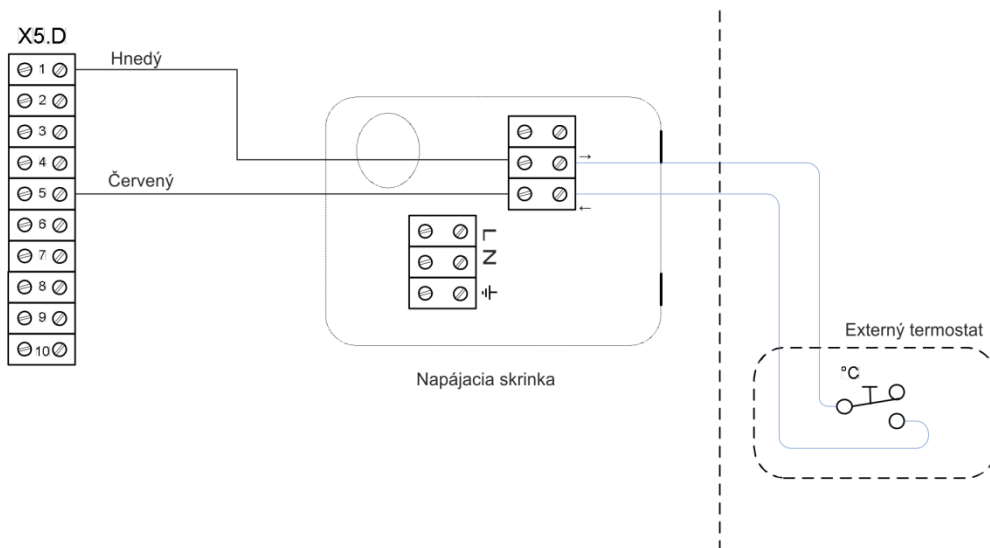 X5.D
1
2
3
4
5
6
7
8
9
10
Hnedý
Červený
→
←
L
N
Napájacia skrinka
Externý termostat
°C